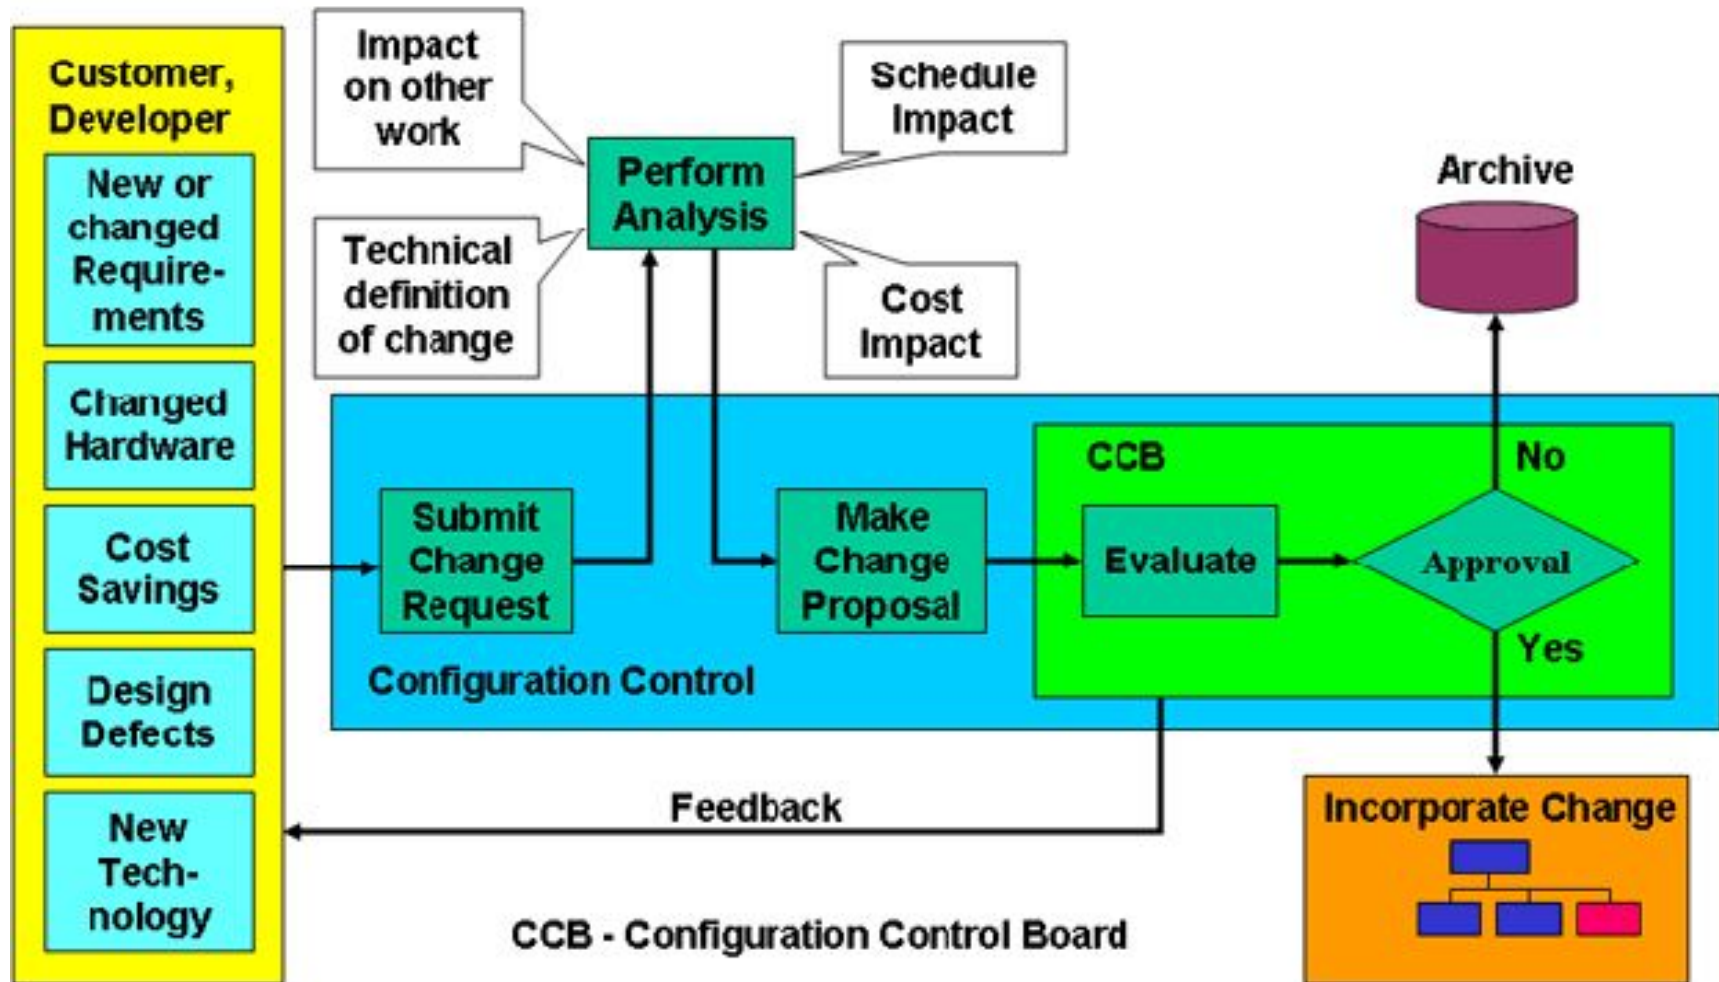 Customer,
Developer
New or
changed
Require-
ments
Changed
Hardware
Cost
Savings
Design
Defects
New
Tech-
nology
Impact
on other
work
Technical
definition
of change
Perform
Analysis
Schedule
Impact
Cost
Impact
Archive
CCB
No
Submit
Change
Request
Make
Change
Proposal
Evaluate
Approval
Yes
Configuration Control
Feedback
Incorporate Change
CCB - Configuration Control Board